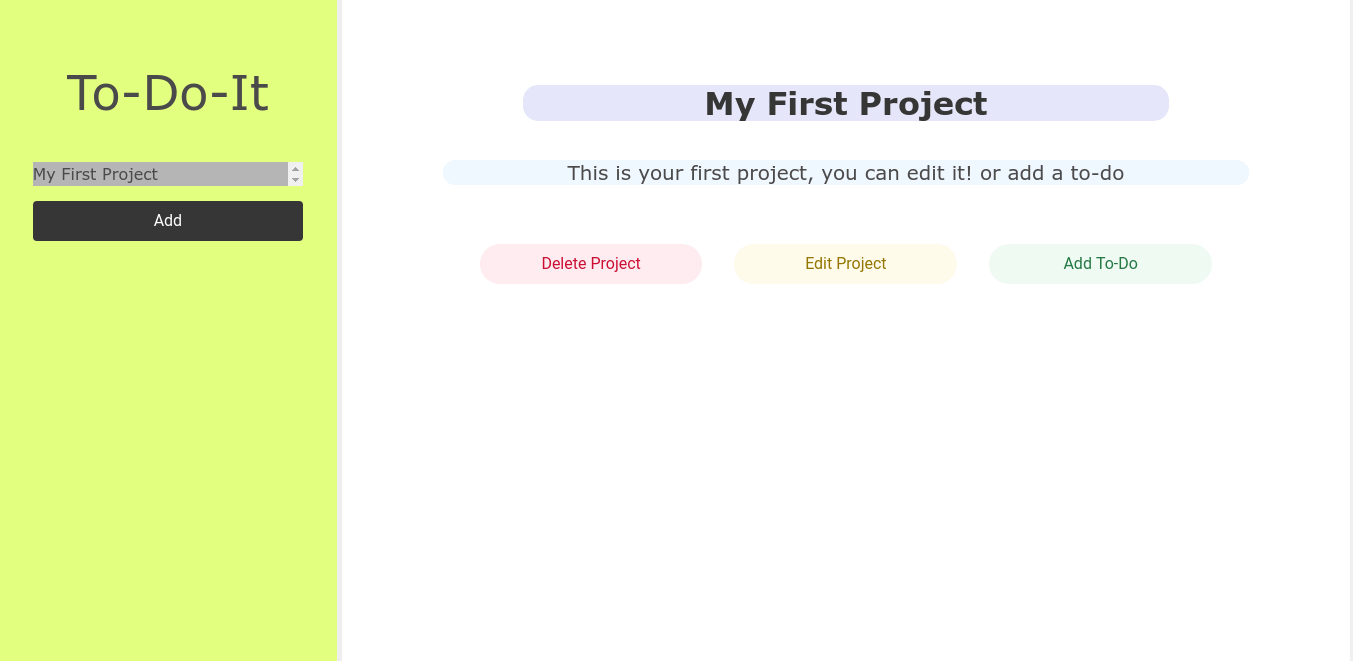 To-Do-It
My First Project
Add
My First Project
This is your first project, you can edit it! or add a to-do
Delete Project
Edit Project
Add To-Do